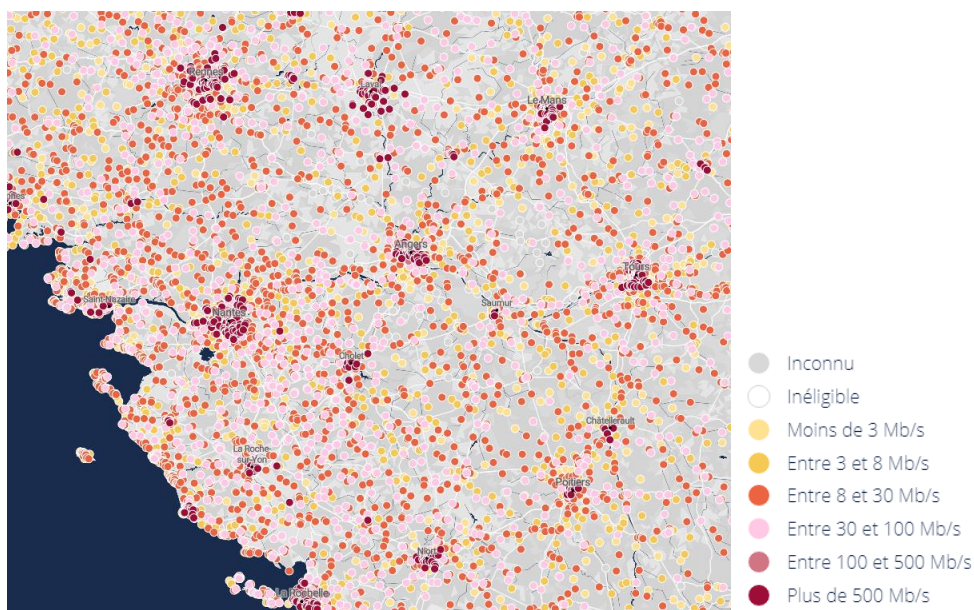 Rennes
Laval
Le Mans
nnes
Angers
Tours
Saint-Nazaire
Saumur
Nantes
Cholet
Châtellerault
La Roche
sur-Yon
Poitiers
Niort
La Rochelle
Inconnu
Inéligible
Moins de 3 Mb/s
Entre 3 et 8 Mb/s
Entre 8 et 30 Mb/s
Entre 30 et 100 Mb/s
Entre 100 et 500 Mb/s
Plus de 500 Mb/s